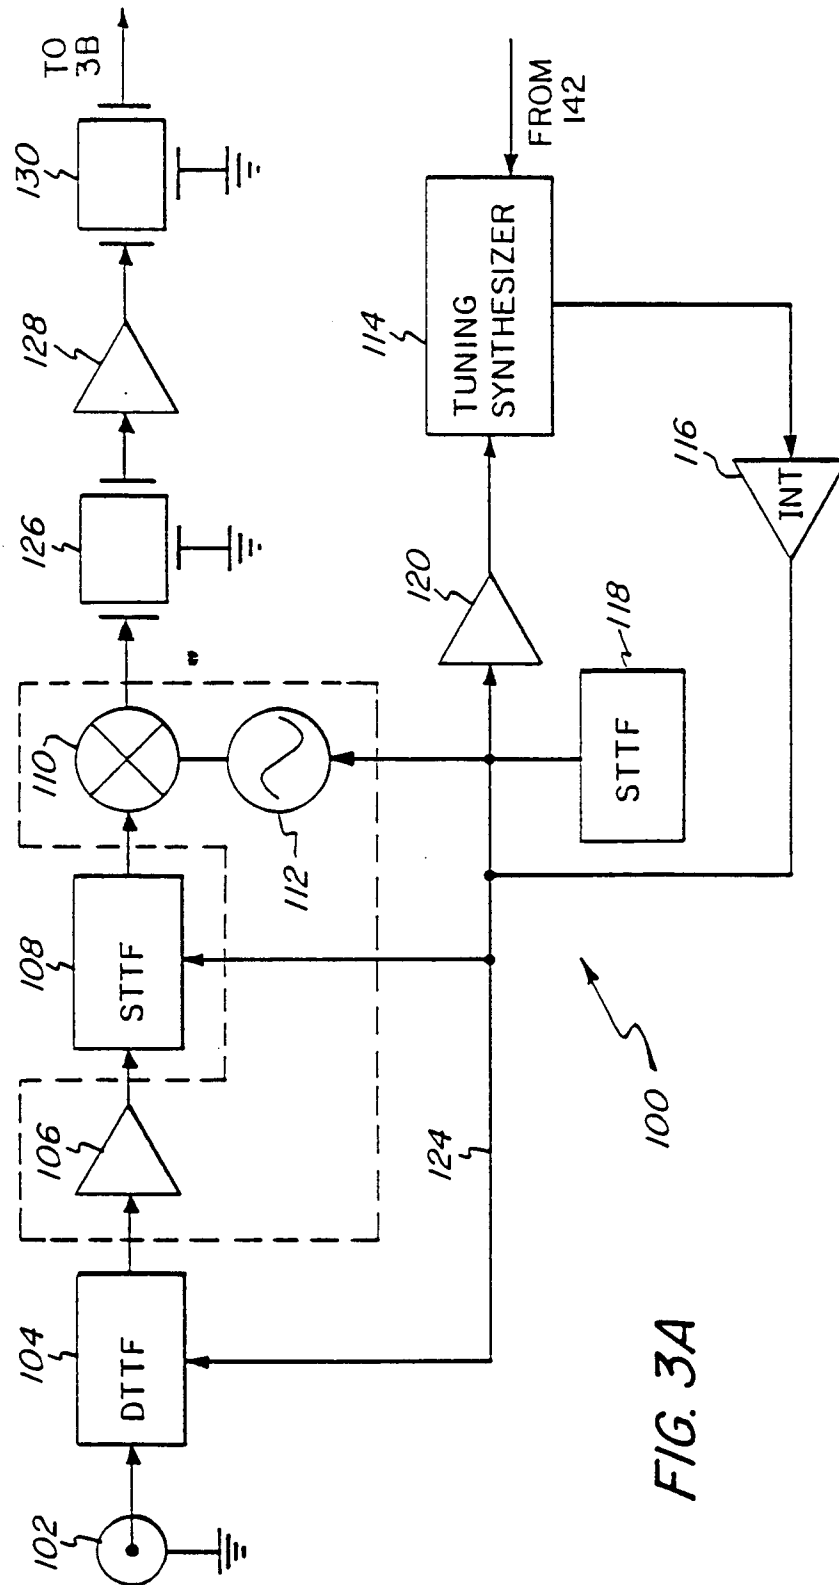 102
104
DTTF
106
108
STTF
110
112
126
128
130
TO
3B
124
120
114
TUNING
SYNTHESIZER
FROM
142
STTF
118
116
INT
100
FIG. 3A